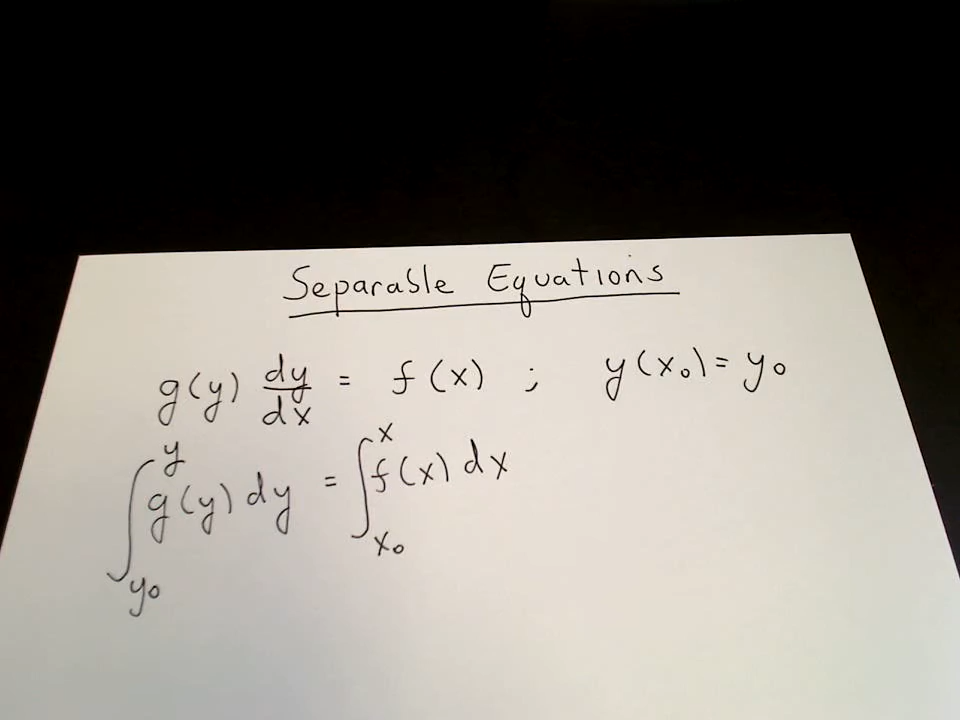 Separable Equations
g(y) dy/dx = f(x) ; y(x₀) = y₀
∫_{y₀}^{y} g(y) dy = ∫_{x₀}^{x} f(x) dx